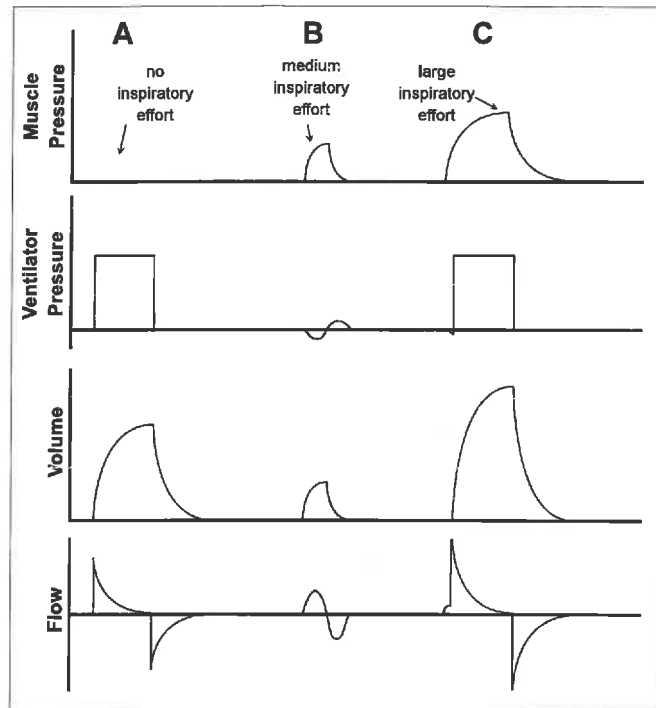 A
B
C
no
inspiratory
effort
medium
inspiratory
effort
large
inspiratory
effort
Muscle
Pressure
Ventilator
Pressure
Volume
Flow